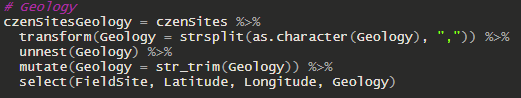 # Geology
czenSitesGeology = czenSites %>%
  transform(Geology = strsplit(as.character(Geology), ",")) %>%
  unnest(Geology) %>%
  mutate(Geology = str_trim(Geology)) %>%
  select(FieldSite, Latitude, Longitude, Geology)